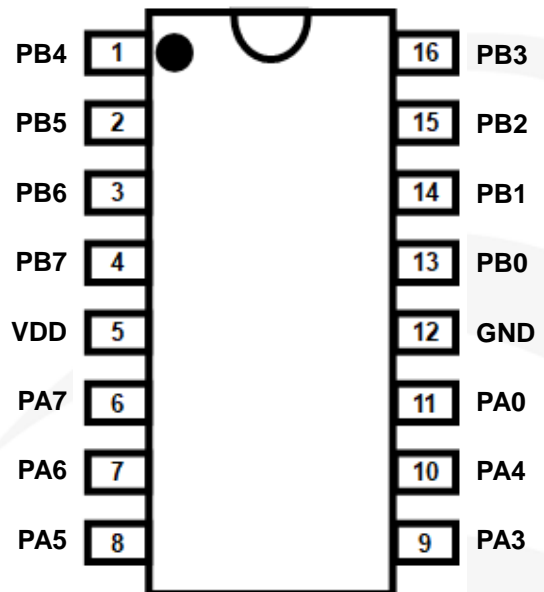 PB4 1 16 PB3
PB5 2 15 PB2
PB6 3 14 PB1
PB7 4 13 PB0
VDD 5 12 GND
PA7 6 11 PA0
PA6 7 10 PA4
PA5 8 9 PA3